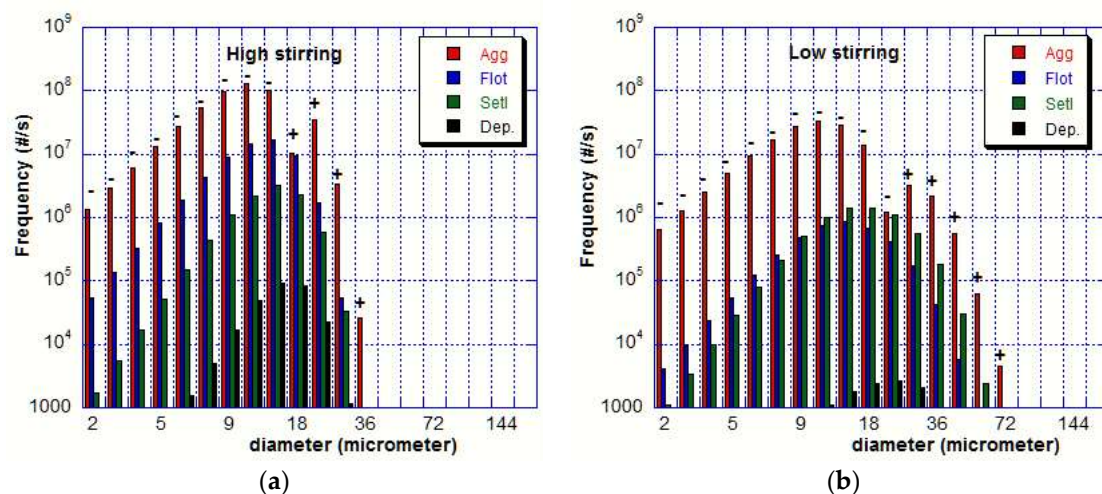 10⁹
10⁸
10⁷
10⁶
10⁵
10⁴
1000
Frequency (#/s)
High stirring
Agg
Flot
Setl
Dep.
- - - - - - - - - + + + +
2 5 9 18 36 72 144
diameter (micrometer)
(a)
10⁹
10⁸
10⁷
10⁶
10⁵
10⁴
1000
Frequency (#/s)
Low stirring
Agg
Flot
Setl
Dep.
- - - - - - - - - - - + + + + +
2 5 9 18 36 72 144
diameter (micrometer)
(b)